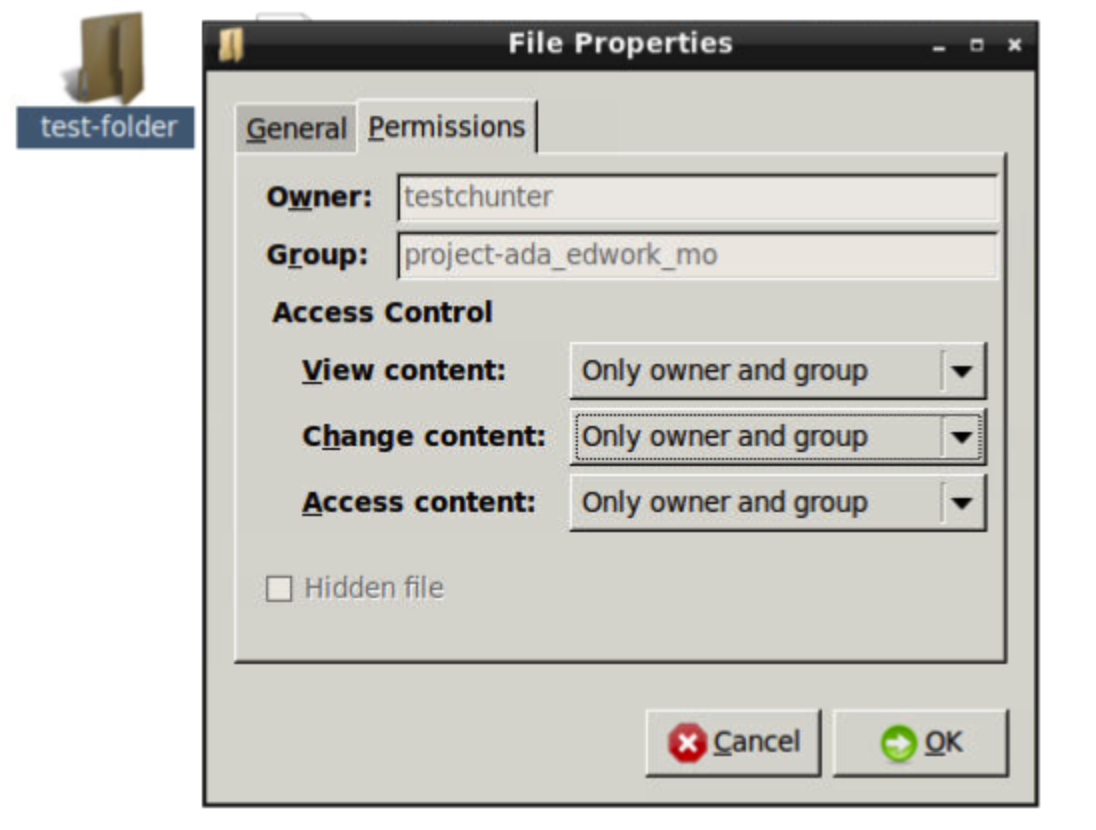 test-folder
File Properties
General Permissions
Owner: testchunter
Group: project-ada_edwork_mo
Access Control
View content: Only owner and group
Change content: Only owner and group
Access content: Only owner and group
Hidden file
Cancel OK